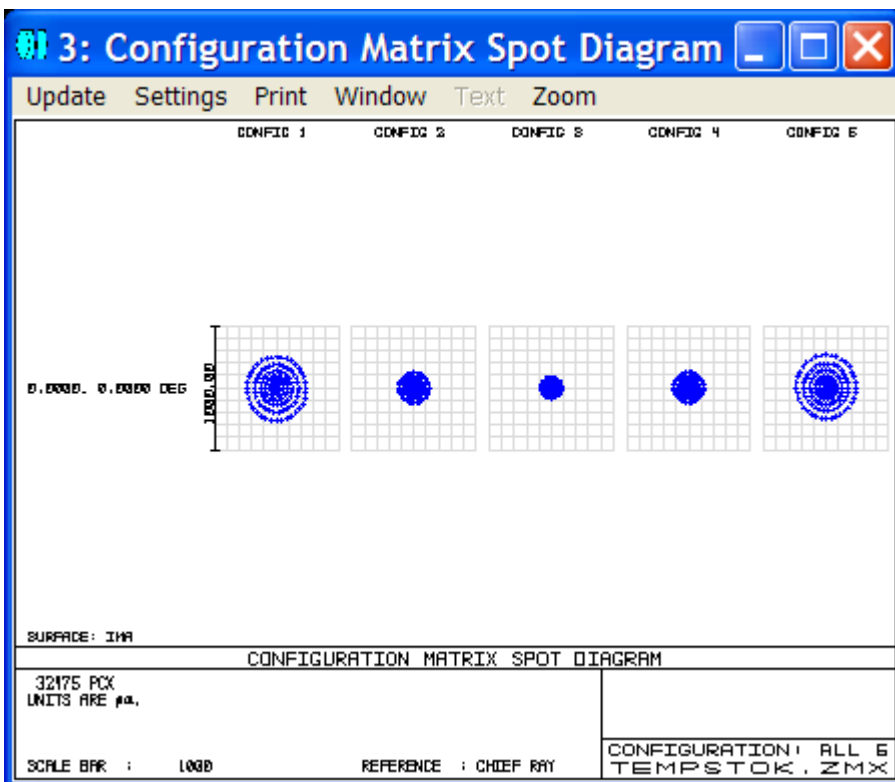 3: Configuration Matrix Spot Diagram
Update Settings Print Window Text Zoom
CONFIG 1 CONFIG 2 CONFIG 3 CONFIG 4 CONFIG 5
0.0000, 0.0000 DEG
1000.00
SURFACE: IMA
CONFIGURATION MATRIX SPOT DIAGRAM
32475 PCX
UNITS ARE µm.
SCALE BAR : 1000 REFERENCE : CHIEF RAY
CONFIGURATION: ALL 5
TEMPSTOK.ZMX